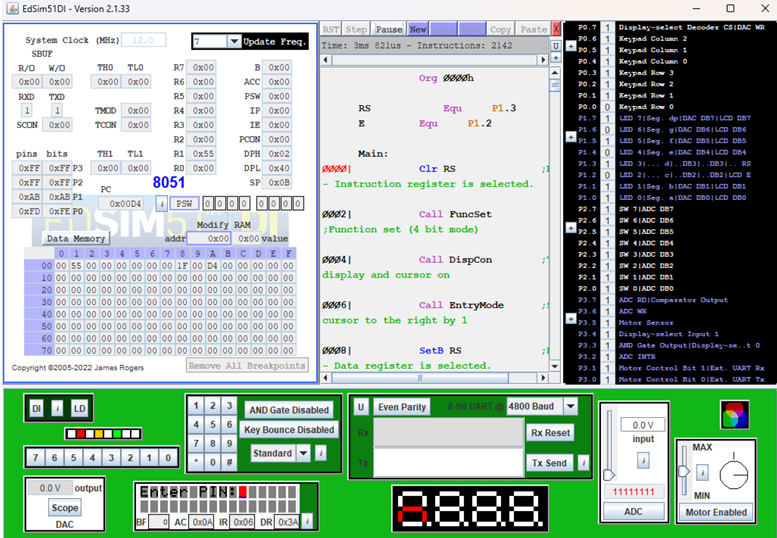 EdSim51DI - Version 2.1.33
System Clock (MHz) 12.0 7 Update Freq.
SBUF
R/O W/O TH0 TL0 R7 0x00 B 0x00
0x00 0x00 0x00 0x00 R6 0x00 ACC 0x00
RXD TXD R5 0x00 PSW 0x00
1 1 TMOD 0x00 R4 0x00 IP 0x00
SCON 0x00 TCON 0x00 R3 0x00 IE 0x00
R2 0x00 PCON 0x00
pins bits TH1 TL1 R1 0x55 DPH 0x02
0xFF 0xFF P3 0x00 0x00 R0 0x00 DPL 0x40
0xFF 0xFF P2 PC 8051 SP 0x0B
0xAB 0xAB P1 0x00D4 i PSW 0 0 0 0 0 0 0 0
0xFD 0xFE P0
EDSIM51DI
Modify RAM
Data Memory addr 0x00 0x00 value
0 1 2 3 4 5 6 7 8 9 A B C D E F
00 00 55 00 00 00 00 00 00 1F 00 D4 00 00 00 00 00
10 00 00 00 00 00 00 00 00 00 00 00 00 00 00 00 00
20 00 00 00 00 00 00 00 00 00 00 00 00 00 00 00 00
30 00 00 00 00 00 00 00 00 00 00 00 00 00 00 00 00
40 00 00 00 00 00 00 00 00 00 00 00 00 00 00 00 00
50 00 00 00 00 00 00 00 00 00 00 00 00 00 00 00 00
60 00 00 00 00 00 00 00 00 00 00 00 00 00 00 00 00
70 00 00 00 00 00 00 00 00 00 00 00 00 00 00 00 00
Copyright ©2005-2022 James Rogers Remove All Breakpoints
RST Step Pause New Copy Paste X
Time: 3ms 82lus - Instructions: 2142 U
+
Org 0000h
RS Equ P1.3
E Equ P1.2
Main:
0000| Clr RS
- Instruction register is selected.
0002| Call FuncSet
;Function set (4 bit mode)
0004| Call DispCon
display and cursor on
0006| Call EntryMode
cursor to the right by 1
0008| SetB RS
- Data register is selected.
P0.7 1 Display-select Decoder CS|DAC WR
P0.6 1 Keypad Column 2
P0.5 1 Keypad Column 1
P0.4 1 Keypad Column 0
P0.3 1 Keypad Row 3
P0.2 1 Keypad Row 2
P0.1 1 Keypad Row 1
P0.0 0 Keypad Row 0
P1.7 1 LED 7|Seg. dp|DAC DB7|LCD DB7
P1.6 0 LED 6|Seg. g|DAC DB6|LCD DB6
P1.5 1 LED 5|Seg. f|DAC DB5|LCD DB5
P1.4 0 LED 4|Seg. e|DAC DB4|LCD DB4
P1.3 1 LED 3|... d|..DB3|..DB3|.. RS
P1.2 0 LED 2|... c|..DB2|..DB2|LCD E
P1.1 1 LED 1|Seg. b|DAC DB1|LCD DB1
P1.0 1 LED 0|Seg. a|DAC DB0|LCD DB0
P2.7 1 SW 7|ADC DB7
P2.6 1 SW 6|ADC DB6
P2.5 1 SW 5|ADC DB5
P2.4 1 SW 4|ADC DB4
P2.3 1 SW 3|ADC DB3
P2.2 1 SW 2|ADC DB2
P2.1 1 SW 1|ADC DB1
P2.0 1 SW 0|ADC DB0
P3.7 1 ADC RD|Comparator Output
P3.6 1 ADC WR
P3.5 1 Motor Sensor
P3.4 1 Display-select Input 1
P3.3 1 AND Gate Output|Display-se..t 0
P3.2 1 ADC INTR
P3.1 1 Motor Control Bit 1|Ext. UART Rx
P3.0 1 Motor Control Bit 0|Ext. UART Tx
DI i LD
7 6 5 4 3 2 1 0
0.0 V output
Scope
DAC
1 2 3
4 5 6
7 8 9
* 0 #
AND Gate Disabled
Key Bounce Disabled
Standard i
Enter PIN:
BF 0 AC 0x0A IR 0x06 DR 0x3A i
U Even Parity 8-bit UART @ 4800 Baud
Rx Rx Reset
Tx Tx Send i
8.8.8.8.
0.0 V
input
i
11111111
ADC
MAX
i
MIN
Motor Enabled